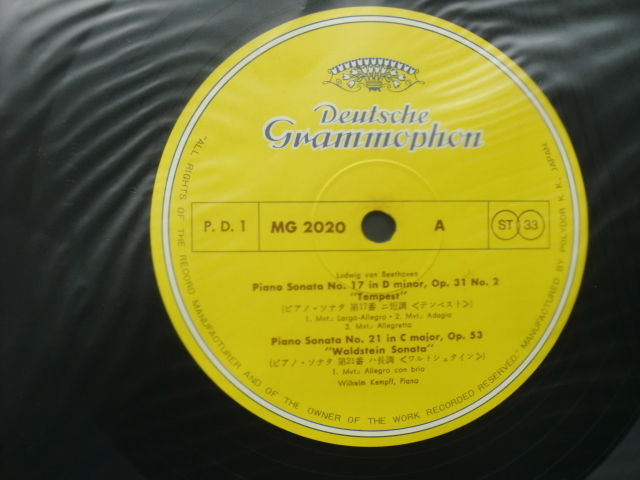 Deutsche
Grammophon
P. D. 1
MG 2020
A
ST 33
Ludwig van Beethoven
Piano Sonata No. 17 in D minor, Op. 31 No. 2
"Tempest"
(ピアノ・ソナタ 第17番 ニ短調 <テンペスト>)
1. Mvt: Largo-Allegro • 2. Mvt: Adagio
3. Mvt: Allegretto
Piano Sonata No. 21 in C major, Op. 53
"Waldstein Sonata"
(ピアノ・ソナタ 第21番 ハ長調 <ワルトシュタイン>)
1. Mvt: Allegro con brio
Wilhelm Kempff, Piano
"ALL RIGHTS OF THE RECORD MANUFACTURER AND OF THE OWNER OF THE WORK RECORDED RESERVED" MANUFACTURED BY POLYDOR K. K., JAPAN.